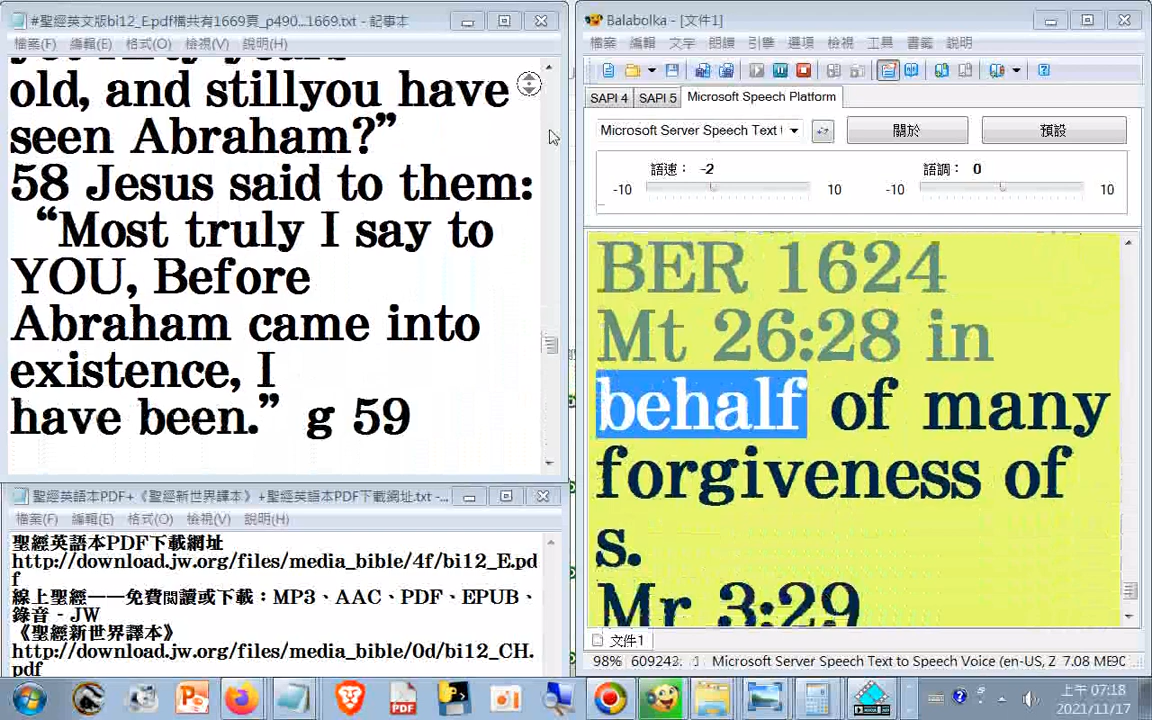 #聖經英文版bi12_E.pdf檔共有1669頁_p490...1669.txt - 記事本
檔案(F) 編輯(E) 格式(O) 檢視(V) 說明(H)
old, and stillyou have
seen Abraham?”
58 Jesus said to them:
“Most truly I say to
YOU, Before
Abraham came into
existence, I
have been.” g 59
聖經英語本PDF+《聖經新世界譯本》+聖經英語本PDF下載網址.txt -...
檔案(F) 編輯(E) 格式(O) 檢視(V) 說明(H)
聖經英語本PDF下載網址
http://download.jw.org/files/media_bible/4f/bi12_E.pd
f
線上聖經——免費閱讀或下載：MP3、AAC、PDF、EPUB、
錄音 - JW
《聖經新世界譯本》
http://download.jw.org/files/media_bible/0d/bi12_CH.
pdf
Balabolka - [文件1]
檔案 編輯 文字 朗讀 引擎 選項 檢視 工具 書籤 說明
SAPI 4 SAPI 5 Microsoft Speech Platform
Microsoft Server Speech Text 關於 預設
語速： -2 語調： 0
-10 10 -10 10
BER 1624
Mt 26:28 in
behalf of many
forgiveness of
s.
Mr 3:29
文件1
98% 609242. 1 Microsoft Server Speech Text to Speech Voice (en-US, Z 7.08 ME
上午 07:18
2021/11/17